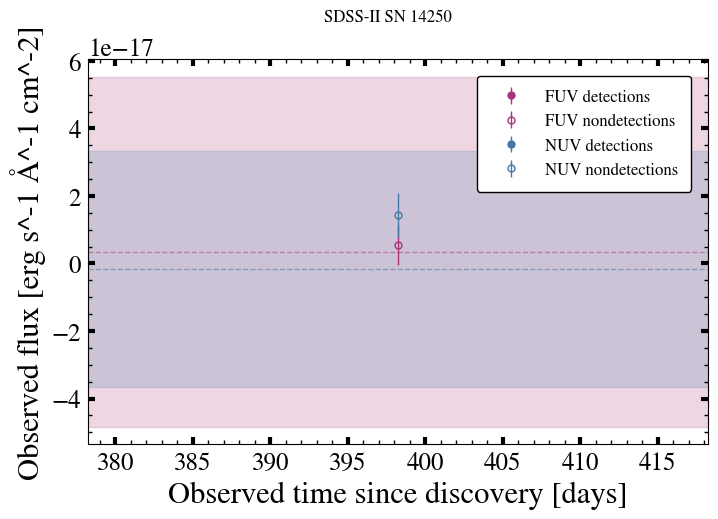 SDSS-II SN 14250
1e−17
6
4
2
0
−2
−4
Observed flux [erg s^-1 Å^-1 cm^-2]
FUV detections
FUV nondetections
NUV detections
NUV nondetections
380 385 390 395 400 405 410 415
Observed time since discovery [days]